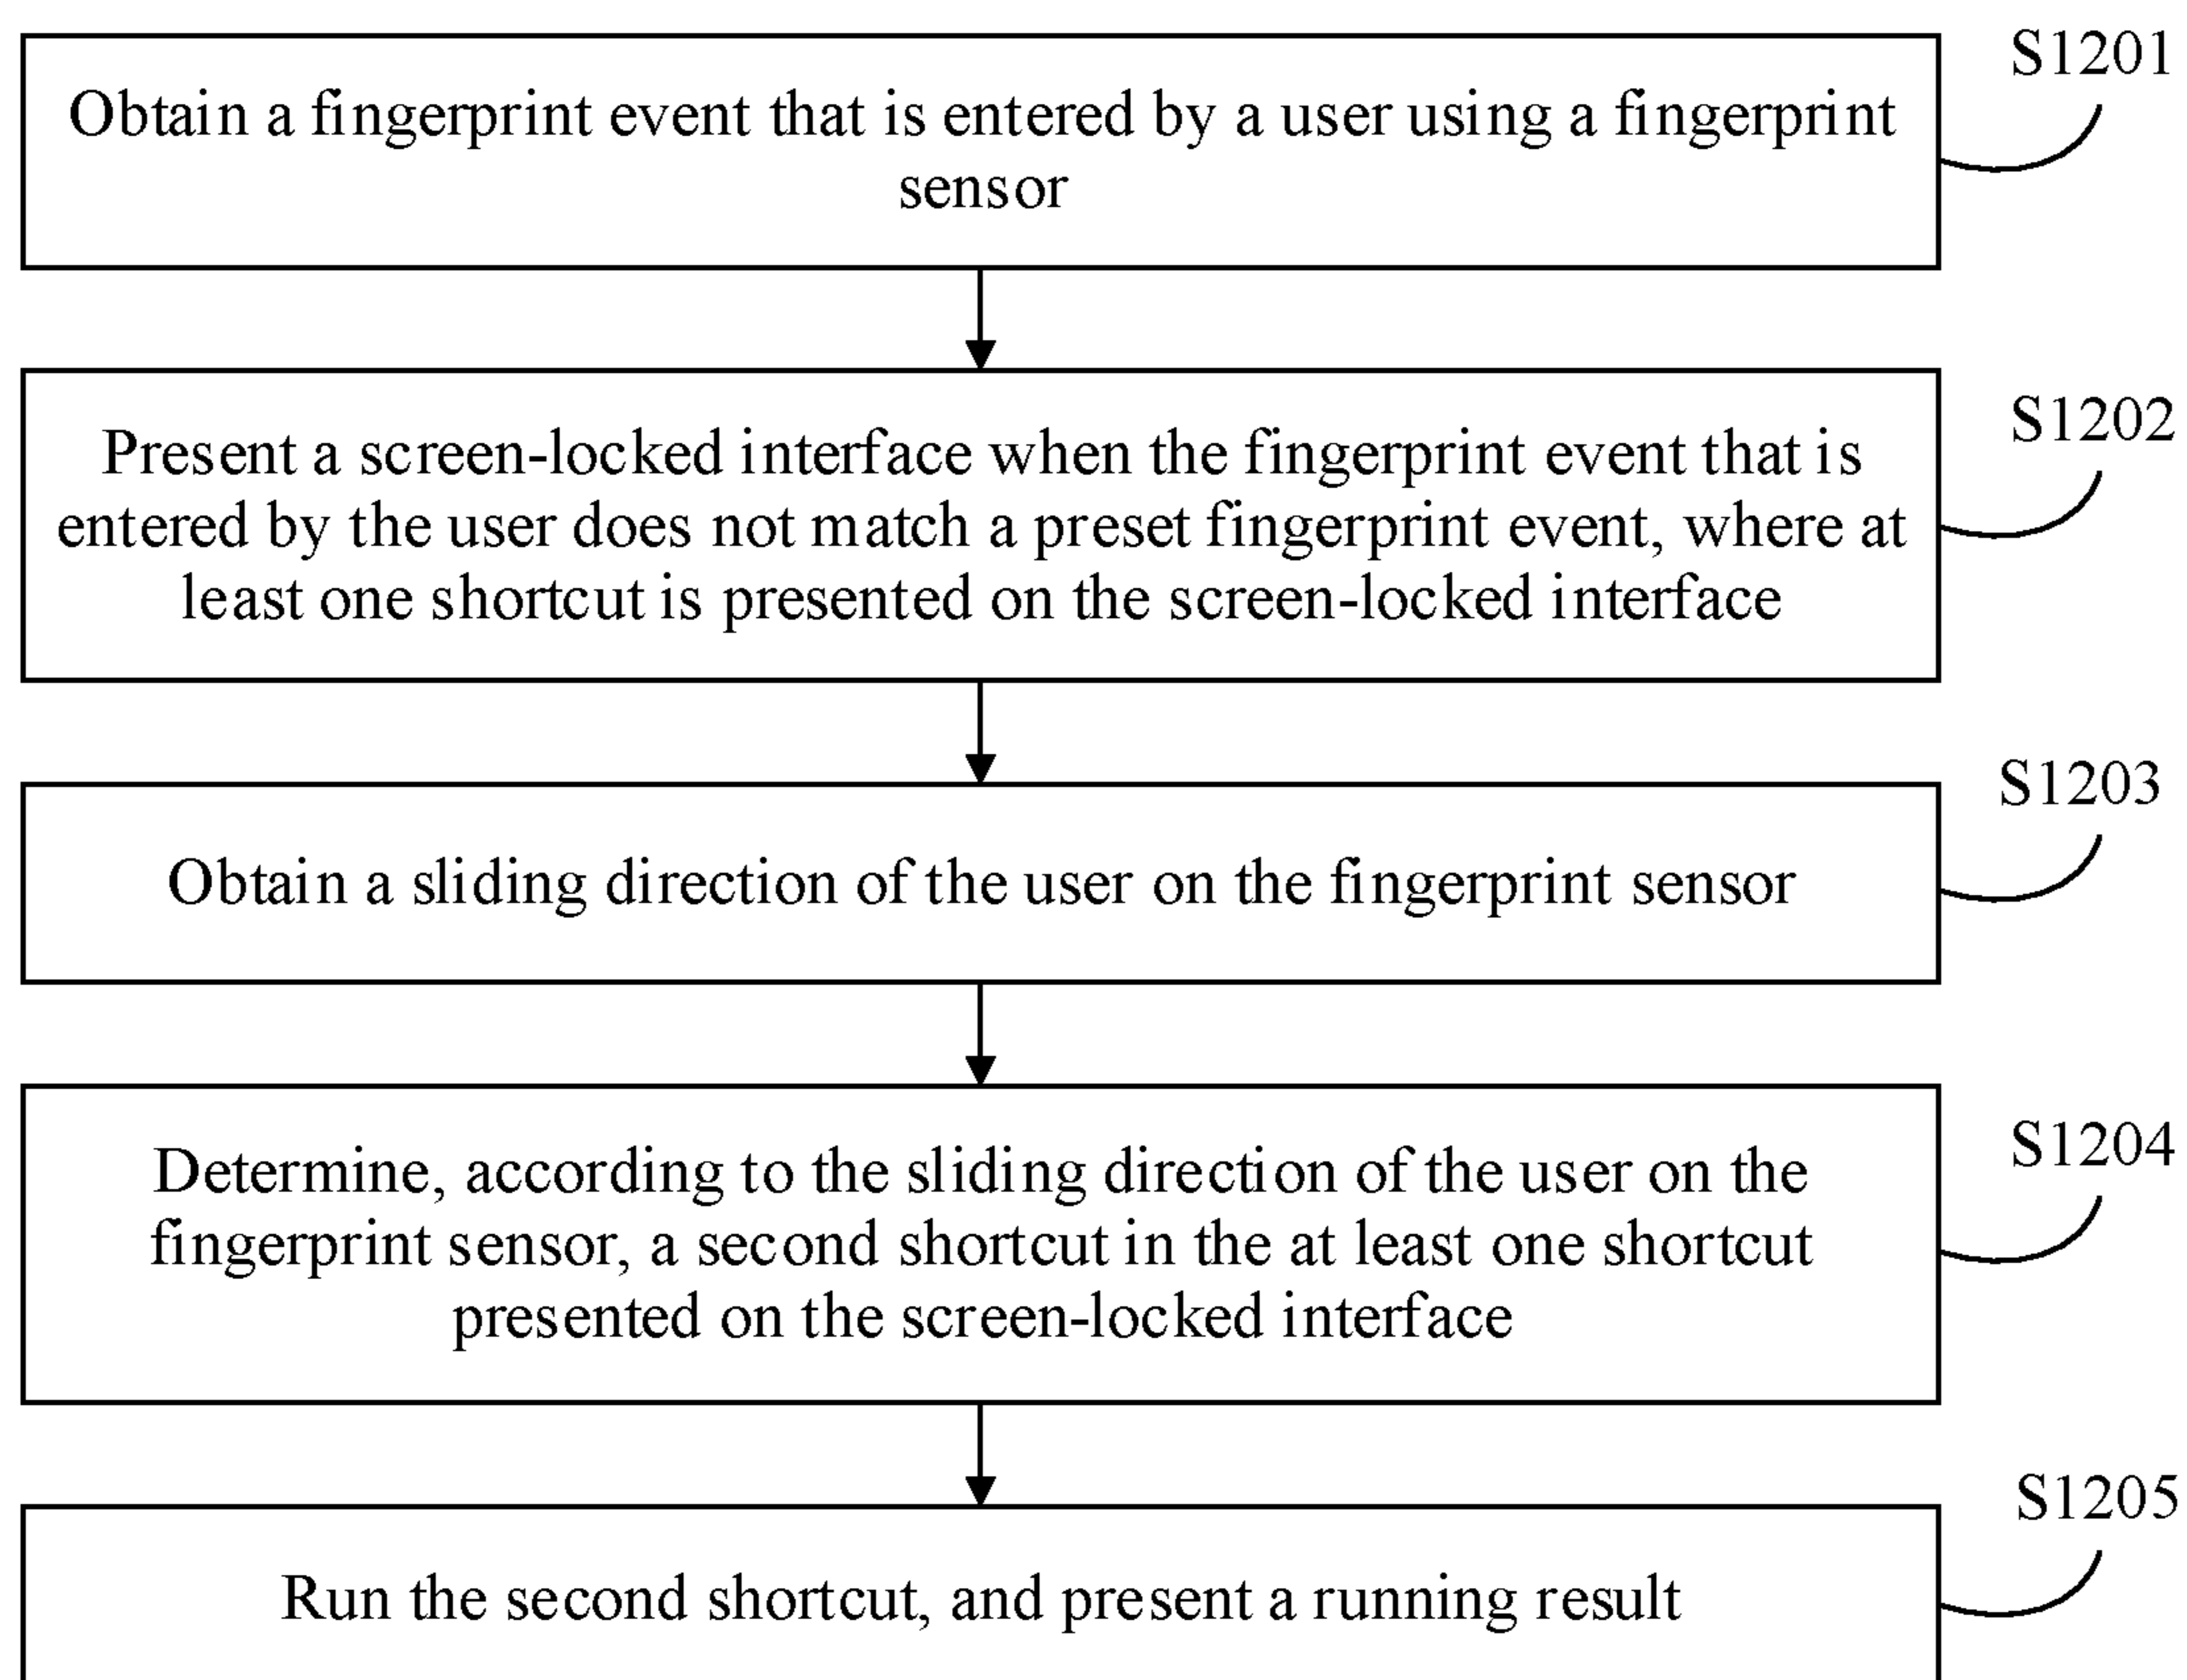 S1201
Obtain a fingerprint event that is entered by a user using a fingerprint
sensor
S1202
Present a screen-locked interface when the fingerprint event that is
entered by the user does not match a preset fingerprint event, where at
least one shortcut is presented on the screen-locked interface
S1203
Obtain a sliding direction of the user on the fingerprint sensor
S1204
Determine, according to the sliding direction of the user on the
fingerprint sensor, a second shortcut in the at least one shortcut
presented on the screen-locked interface
S1205
Run the second shortcut, and present a running result